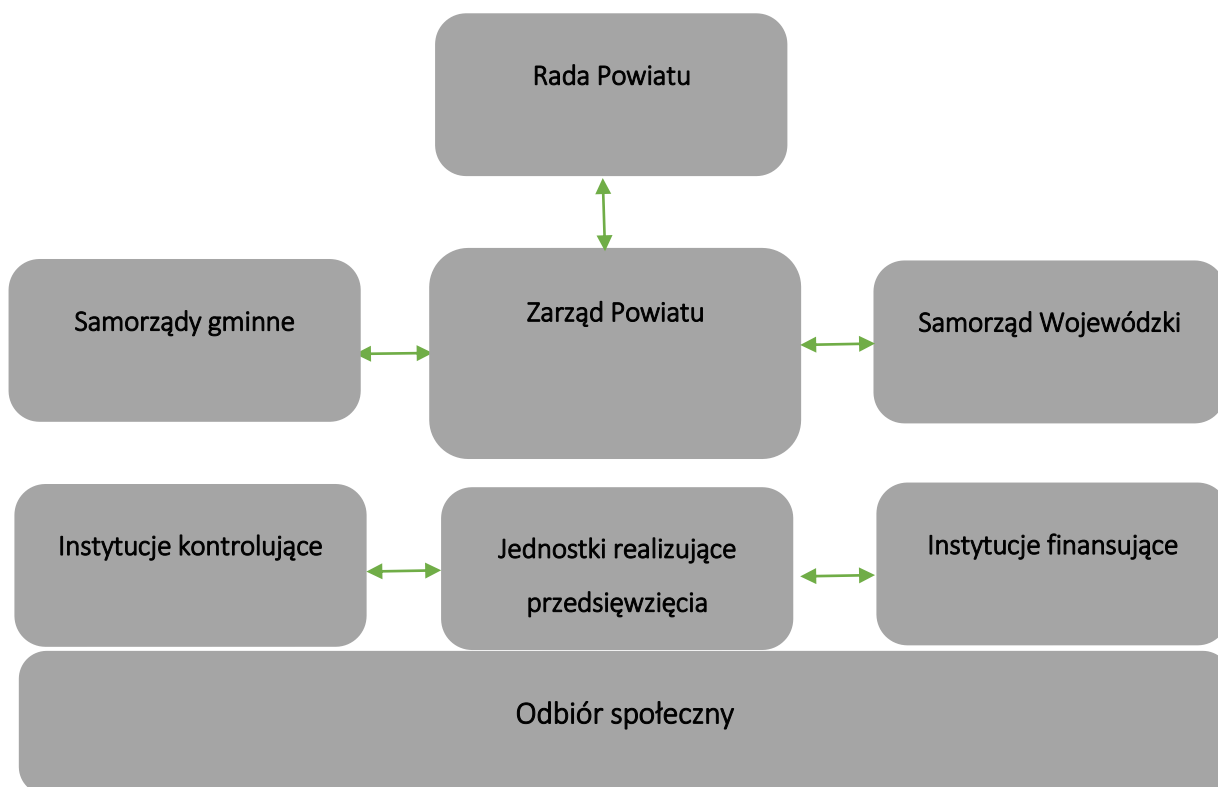 Rada Powiatu
Samorządy gminne
Zarząd Powiatu
Samorząd Wojewódzki
Instytucje kontrolujące
Jednostki realizujące
przedsięwzięcia
Instytucje finansujące
Odbiór społeczny